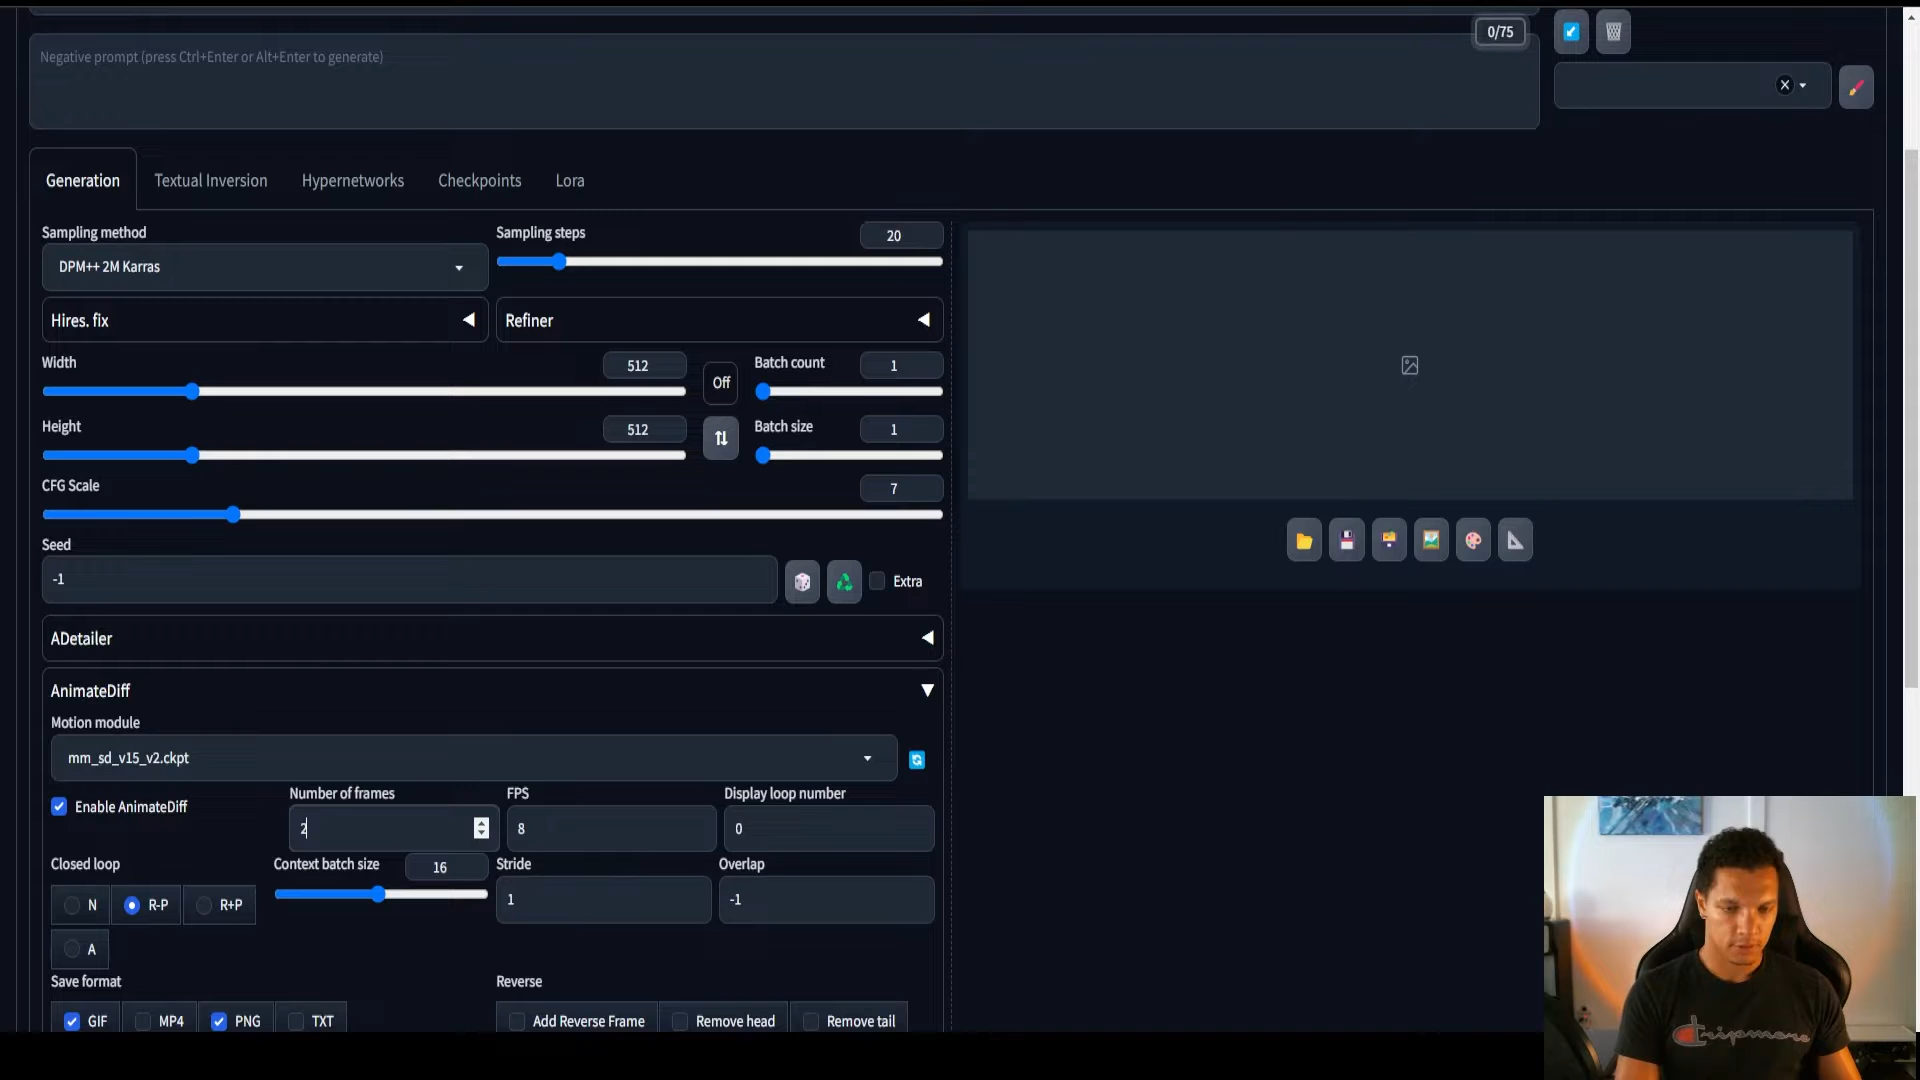 0/75
Negative prompt (press Ctrl+Enter or Alt+Enter to generate)
Generation Textual Inversion Hypernetworks Checkpoints Lora
Sampling method
DPM++ 2M Karras
Sampling steps
20
Hires. fix
Refiner
Width
512
Off
Batch count
1
Height
512
Batch size
1
CFG Scale
7
Seed
-1
Extra
ADetailer
AnimateDiff
Motion module
mm_sd_v15_v2.ckpt
Enable AnimateDiff
Number of frames
2
FPS
8
Display loop number
0
Closed loop
N R-P R+P
A
Context batch size
16
Stride
1
Overlap
-1
Save format
GIF MP4 PNG TXT
Reverse
Add Reverse Frame Remove head Remove tail